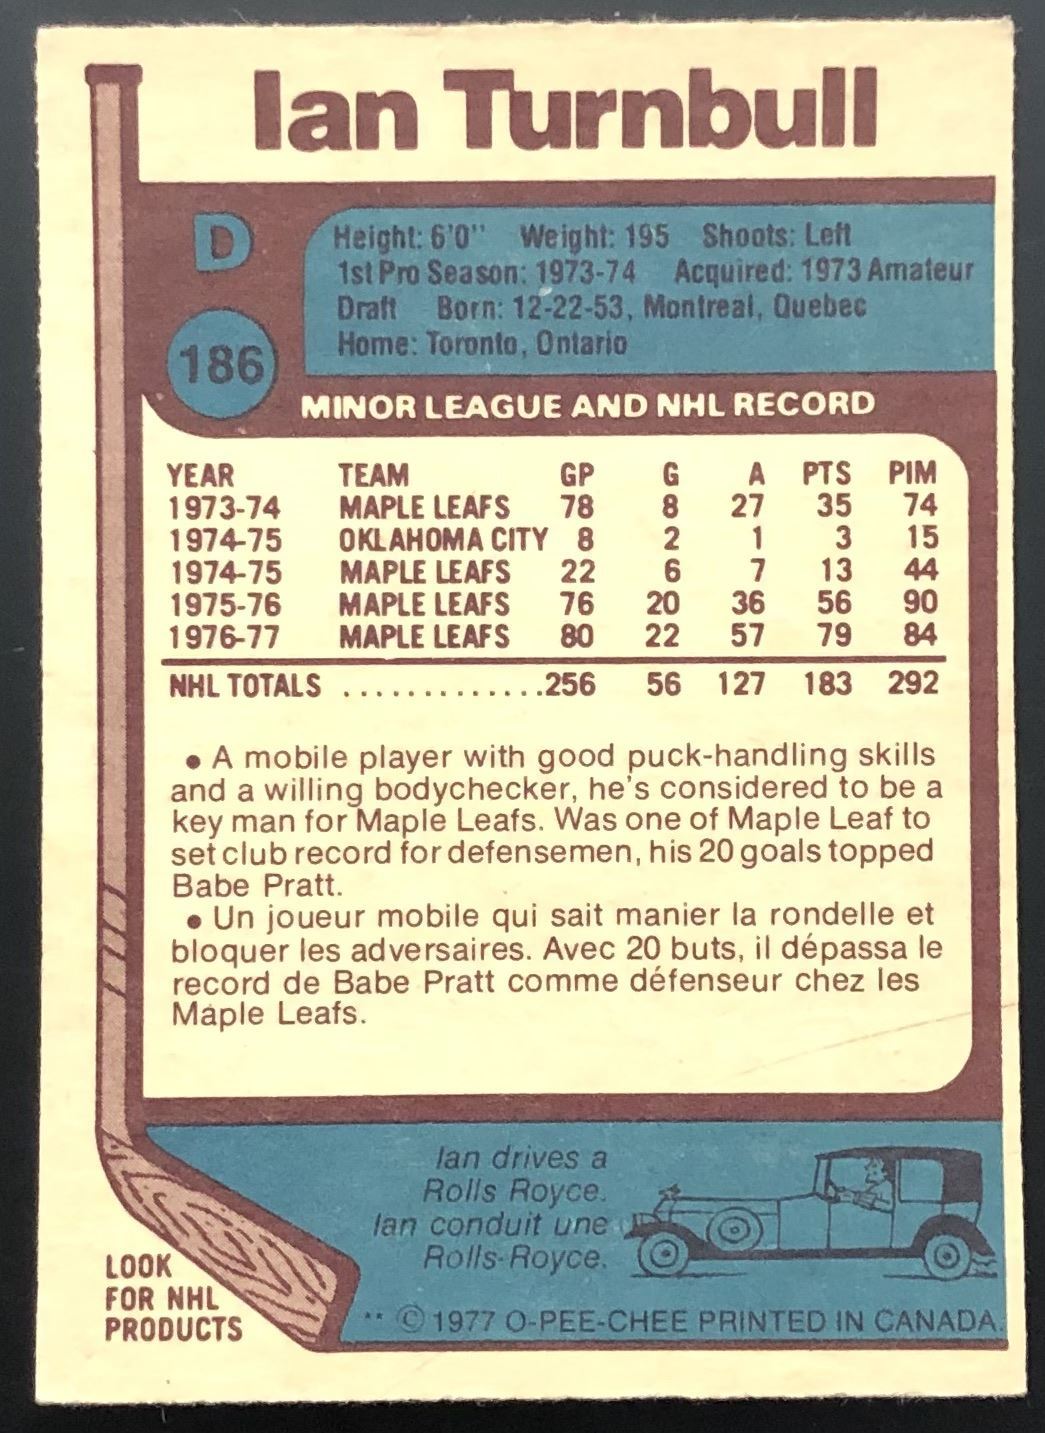 Ian Turnbull
D
186
Height: 6'0" Weight: 195 Shoots: Left
1st Pro Season: 1973-74 Acquired: 1973 Amateur
Draft Born: 12-22-53, Montreal, Quebec
Home: Toronto, Ontario
MINOR LEAGUE AND NHL RECORD
YEAR TEAM GP G A PTS PIM
1973-74 MAPLE LEAFS 78 8 27 35 74
1974-75 OKLAHOMA CITY 8 2 1 3 15
1974-75 MAPLE LEAFS 22 6 7 13 44
1975-76 MAPLE LEAFS 76 20 36 56 90
1976-77 MAPLE LEAFS 80 22 57 79 84
NHL TOTALS .............256 56 127 183 292
• A mobile player with good puck-handling skills
and a willing bodychecker, he's considered to be a
key man for Maple Leafs. Was one of Maple Leaf to
set club record for defensemen, his 20 goals topped
Babe Pratt.
• Un joueur mobile qui sait manier la rondelle et
bloquer les adversaires. Avec 20 buts, il dépassa le
record de Babe Pratt comme défenseur chez les
Maple Leafs.
Ian drives a
Rolls Royce.
Ian conduit une
Rolls-Royce.
LOOK
FOR NHL
PRODUCTS
** © 1977 O-PEE-CHEE PRINTED IN CANADA.